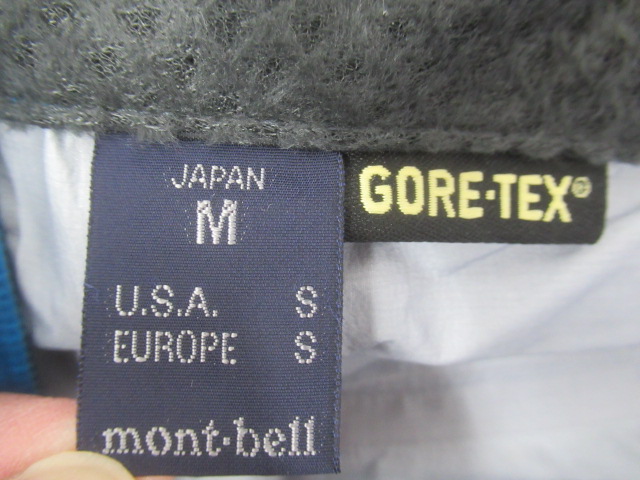 JAPAN
M
U.S.A. S
EUROPE S
mont-bell
GORE-TEX®